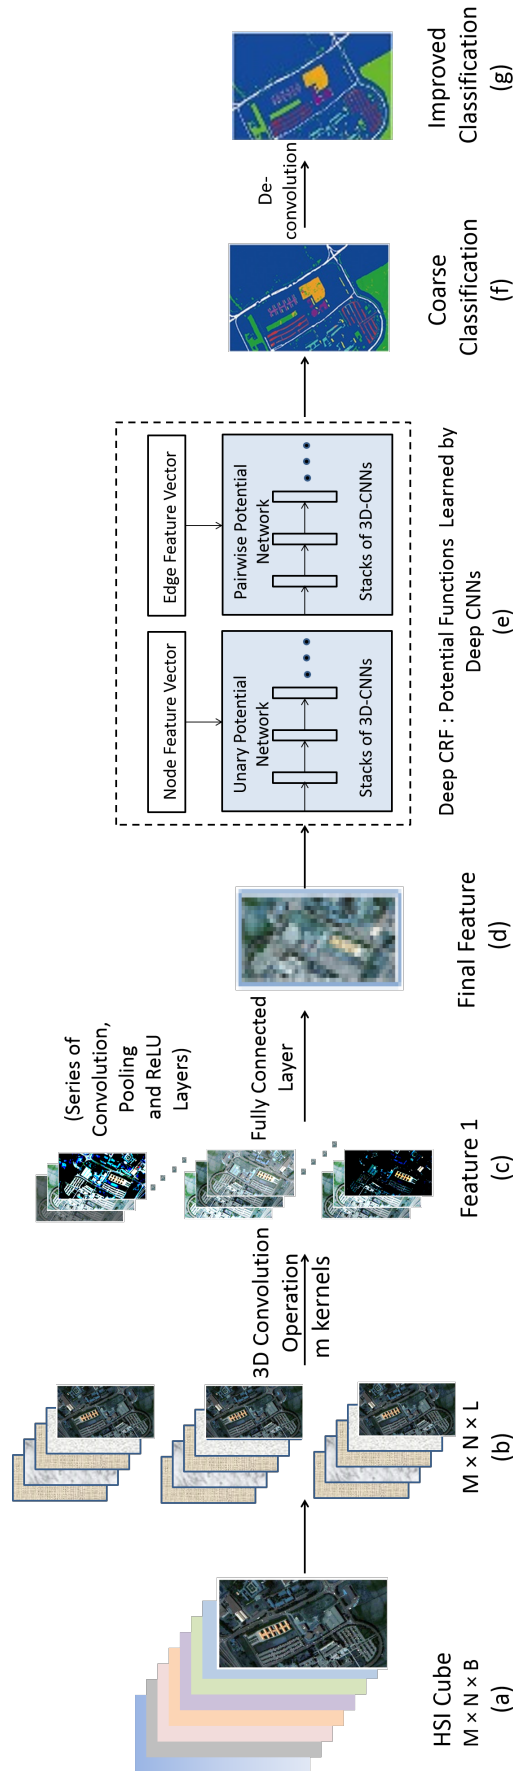 HSI Cube
M × N × B
(a)
M × N × L
(b)
3D Convolution
Operation
m kernels
Feature 1
(c)
(Series of
Convolution,
Pooling
and ReLU
Layers)
Fully Connected
Layer
Final Feature
(d)
Node Feature Vector
Unary Potential
Network
Stacks of 3D-CNNs
Edge Feature Vector
Pairwise Potential
Network
Stacks of 3D-CNNs
Deep CRF : Potential Functions Learned by
Deep CNNs
(e)
Coarse
Classification
(f)
De-
convolution
Improved
Classification
(g)